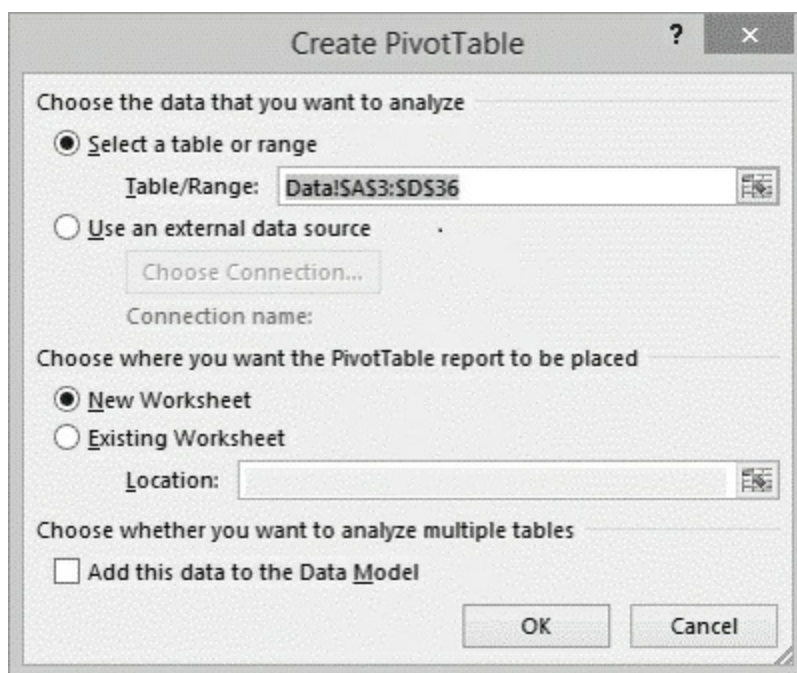 Create PivotTable
?
Choose the data that you want to analyze
Select a table or range
Table/Range: Data!$A$3:$D$36
Use an external data source
Choose Connection...
Connection name:
Choose where you want the PivotTable report to be placed
New Worksheet
Existing Worksheet
Location:
Choose whether you want to analyze multiple tables
Add this data to the Data Model
OK Cancel